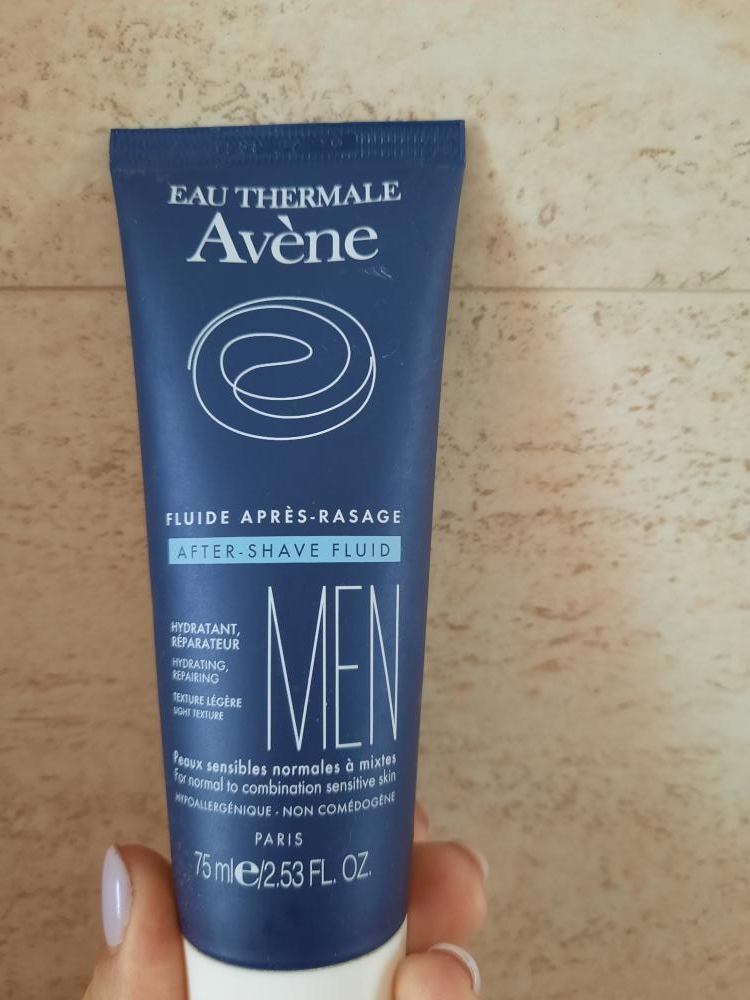 EAU THERMALE
Avène
FLUIDE APRÈS-RASAGE
AFTER-SHAVE FLUID
MEN
HYDRATANT,
RÉPARATEUR
HYDRATING,
REPAIRING
TEXTURE LÉGÈRE
LIGHT TEXTURE
Peaux sensibles normales à mixtes
For normal to combination sensitive skin
HYPOALLERGÉNIQUE - NON COMÉDOGÈNE
PARIS
75 ml e/2.53 FL. OZ.